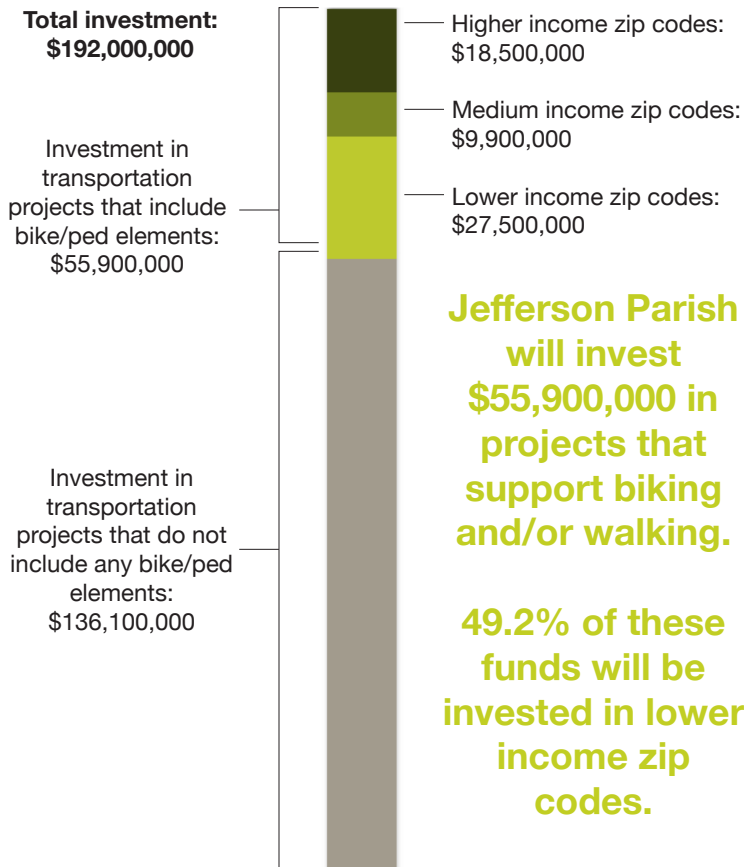 Total investment:
$192,000,000
Investment in
transportation
projects that include
bike/ped elements:
$55,900,000
Investment in
transportation
projects that do not
include any bike/ped
elements:
$136,100,000
Higher income zip codes:
$18,500,000
Medium income zip codes:
$9,900,000
Lower income zip codes:
$27,500,000
Jefferson Parish
will invest
$55,900,000 in
projects that
support biking
and/or walking.
49.2% of these
funds will be
invested in lower
income zip
codes.